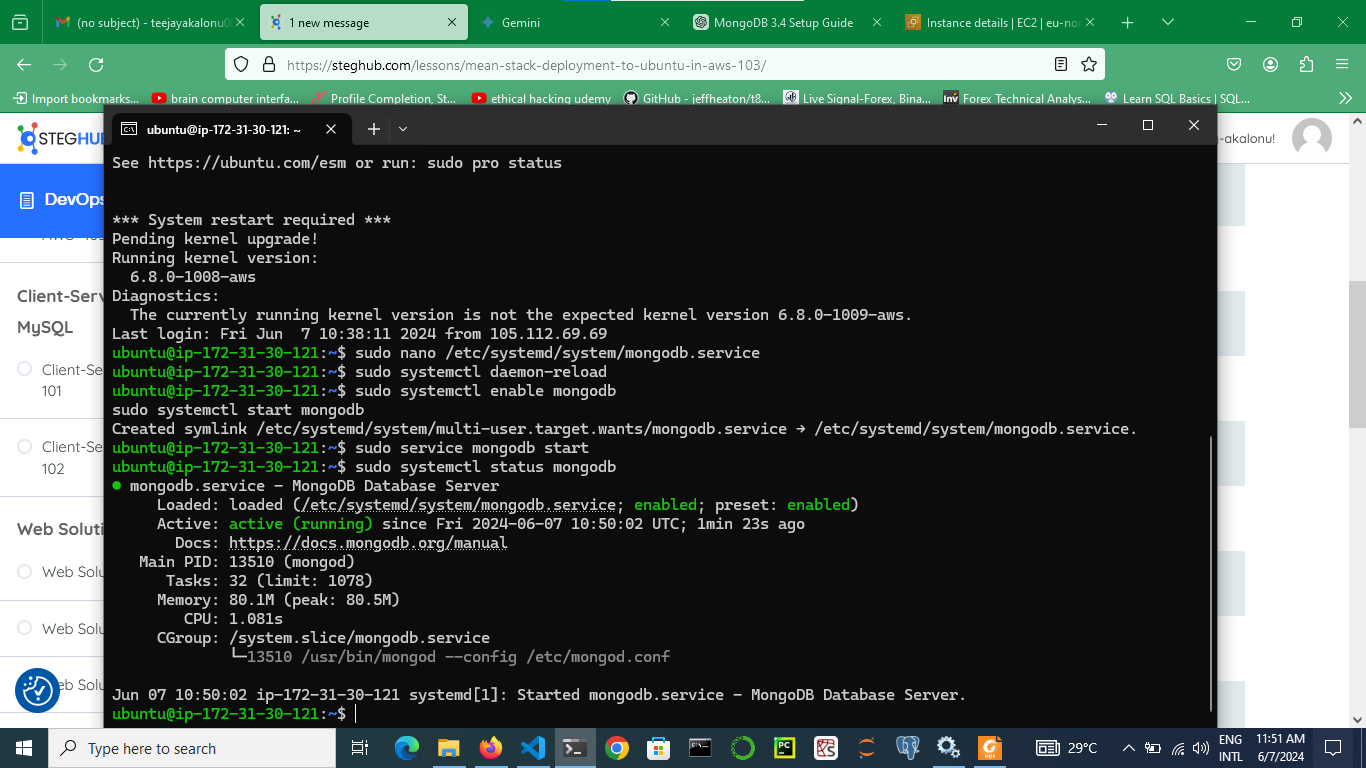 (no subject) - teejayakalonu0
1 new message
Gemini
MongoDB 3.4 Setup Guide
Instance details | EC2 | eu-nor
https://steghub.com/lessons/mean-stack-deployment-to-ubuntu-in-aws-103/
Import bookmarks...
brain computer interfa...
Profile Completion, St...
ethical hacking udemy
GitHub - jeffheaton/t8...
Live Signal-Forex, Bina...
Forex Technical Analys...
Learn SQL Basics | SQL...
STEGHU
-akalonu!
DevOps
Client-Serv
MySQL
Client-Se
101
Client-Se
102
Web Soluti
Web Solu
Web Solu
eb Solu
ubuntu@ip-172-31-30-121: ~
See https://ubuntu.com/esm or run: sudo pro status
*** System restart required ***
Pending kernel upgrade!
Running kernel version:
6.8.0-1008-aws
Diagnostics:
The currently running kernel version is not the expected kernel version 6.8.0-1009-aws.
Last login: Fri Jun  7 10:38:11 2024 from 105.112.69.69
ubuntu@ip-172-31-30-121:~$ sudo nano /etc/systemd/system/mongodb.service
ubuntu@ip-172-31-30-121:~$ sudo systemctl daemon-reload
ubuntu@ip-172-31-30-121:~$ sudo systemctl enable mongodb
sudo systemctl start mongodb
Created symlink /etc/systemd/system/multi-user.target.wants/mongodb.service → /etc/systemd/system/mongodb.service.
ubuntu@ip-172-31-30-121:~$ sudo service mongodb start
ubuntu@ip-172-31-30-121:~$ sudo systemctl status mongodb
● mongodb.service - MongoDB Database Server
Loaded: loaded (/etc/systemd/system/mongodb.service; enabled; preset: enabled)
Active: active (running) since Fri 2024-06-07 10:50:02 UTC; 1min 23s ago
Docs: https://docs.mongodb.org/manual
Main PID: 13510 (mongod)
Tasks: 32 (limit: 1078)
Memory: 80.1M (peak: 80.5M)
CPU: 1.081s
CGroup: /system.slice/mongodb.service
└─13510 /usr/bin/mongod --config /etc/mongod.conf
Jun 07 10:50:02 ip-172-31-30-121 systemd[1]: Started mongodb.service - MongoDB Database Server.
ubuntu@ip-172-31-30-121:~$
Type here to search
29°C
ENG
INTL
11:51 AM
6/7/2024